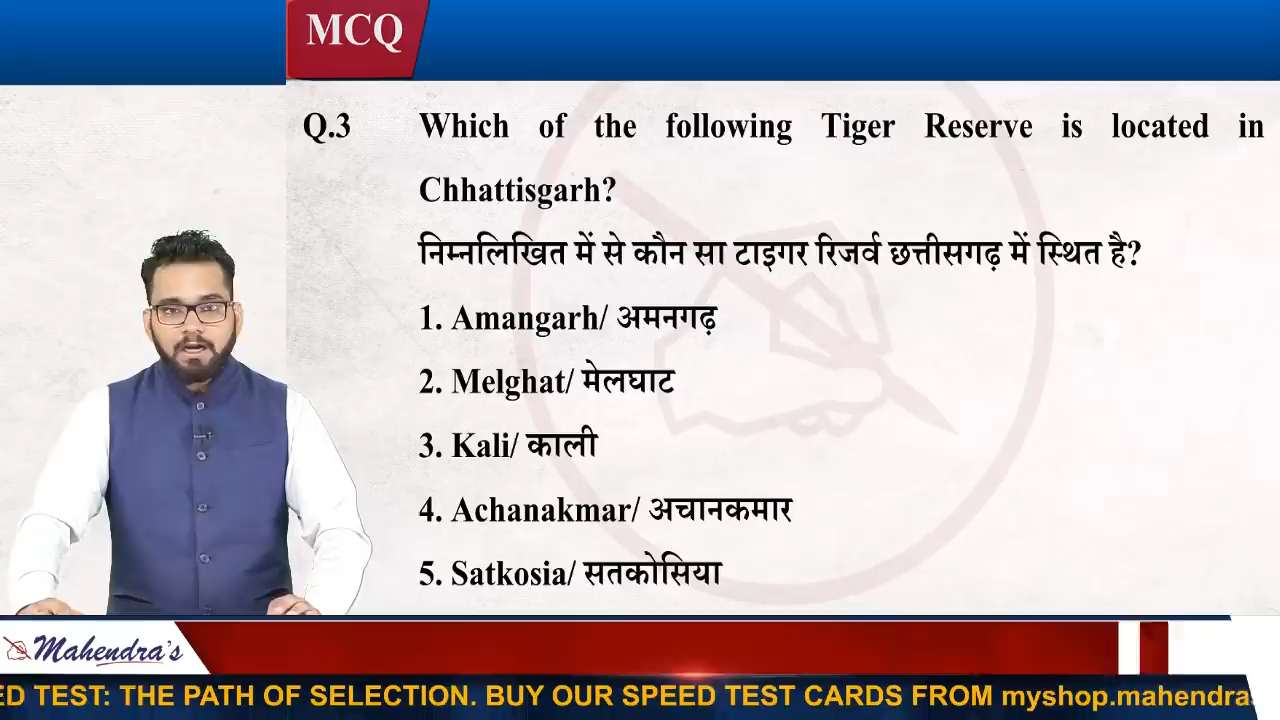 MCQ
Q.3 Which of the following Tiger Reserve is located in
Chhattisgarh?
निम्नलिखित में से कौन सा टाइगर रिजर्व छत्तीसगढ़ में स्थित है?
1. Amangarh/ अमनगढ़
2. Melghat/ मेलघाट
3. Kali/ काली
4. Achanakmar/ अचानकमार
5. Satkosia/ सतकोसिया
Mahendra's
ED TEST: THE PATH OF SELECTION. BUY OUR SPEED TEST CARDS FROM myshop.mahendras